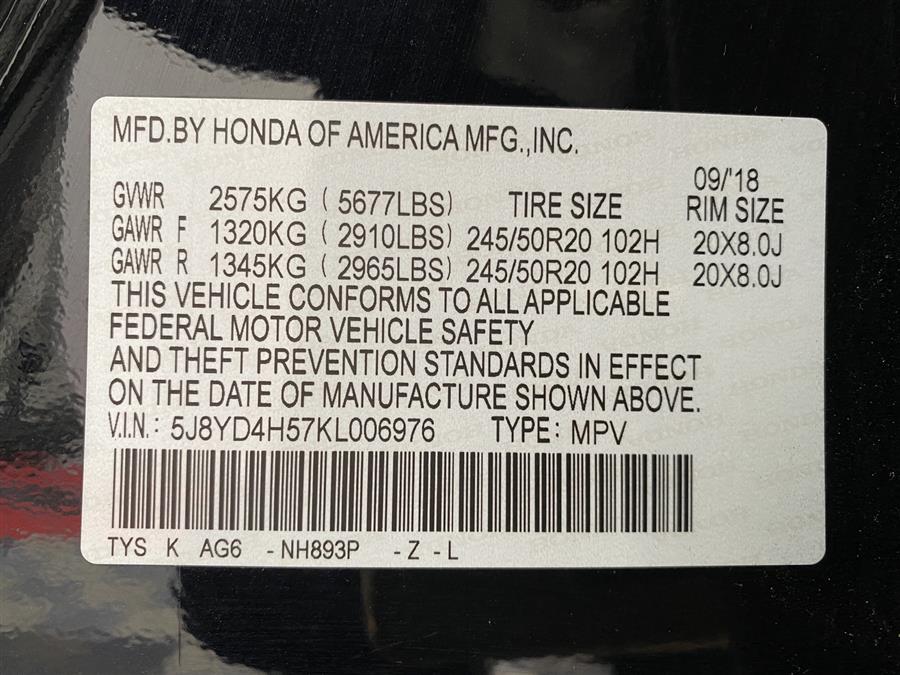 MFD.BY HONDA OF AMERICA MFG.,INC.
09/'18
GVWR 2575KG ( 5677LBS) TIRE SIZE RIM SIZE
GAWR F 1320KG ( 2910LBS) 245/50R20 102H 20X8.0J
GAWR R 1345KG ( 2965LBS) 245/50R20 102H 20X8.0J
THIS VEHICLE CONFORMS TO ALL APPLICABLE
FEDERAL MOTOR VEHICLE SAFETY
AND THEFT PREVENTION STANDARDS IN EFFECT
ON THE DATE OF MANUFACTURE SHOWN ABOVE.
V.I.N.: 5J8YD4H57KL006976 TYPE: MPV
TYS K AG6 -NH893P -Z -L